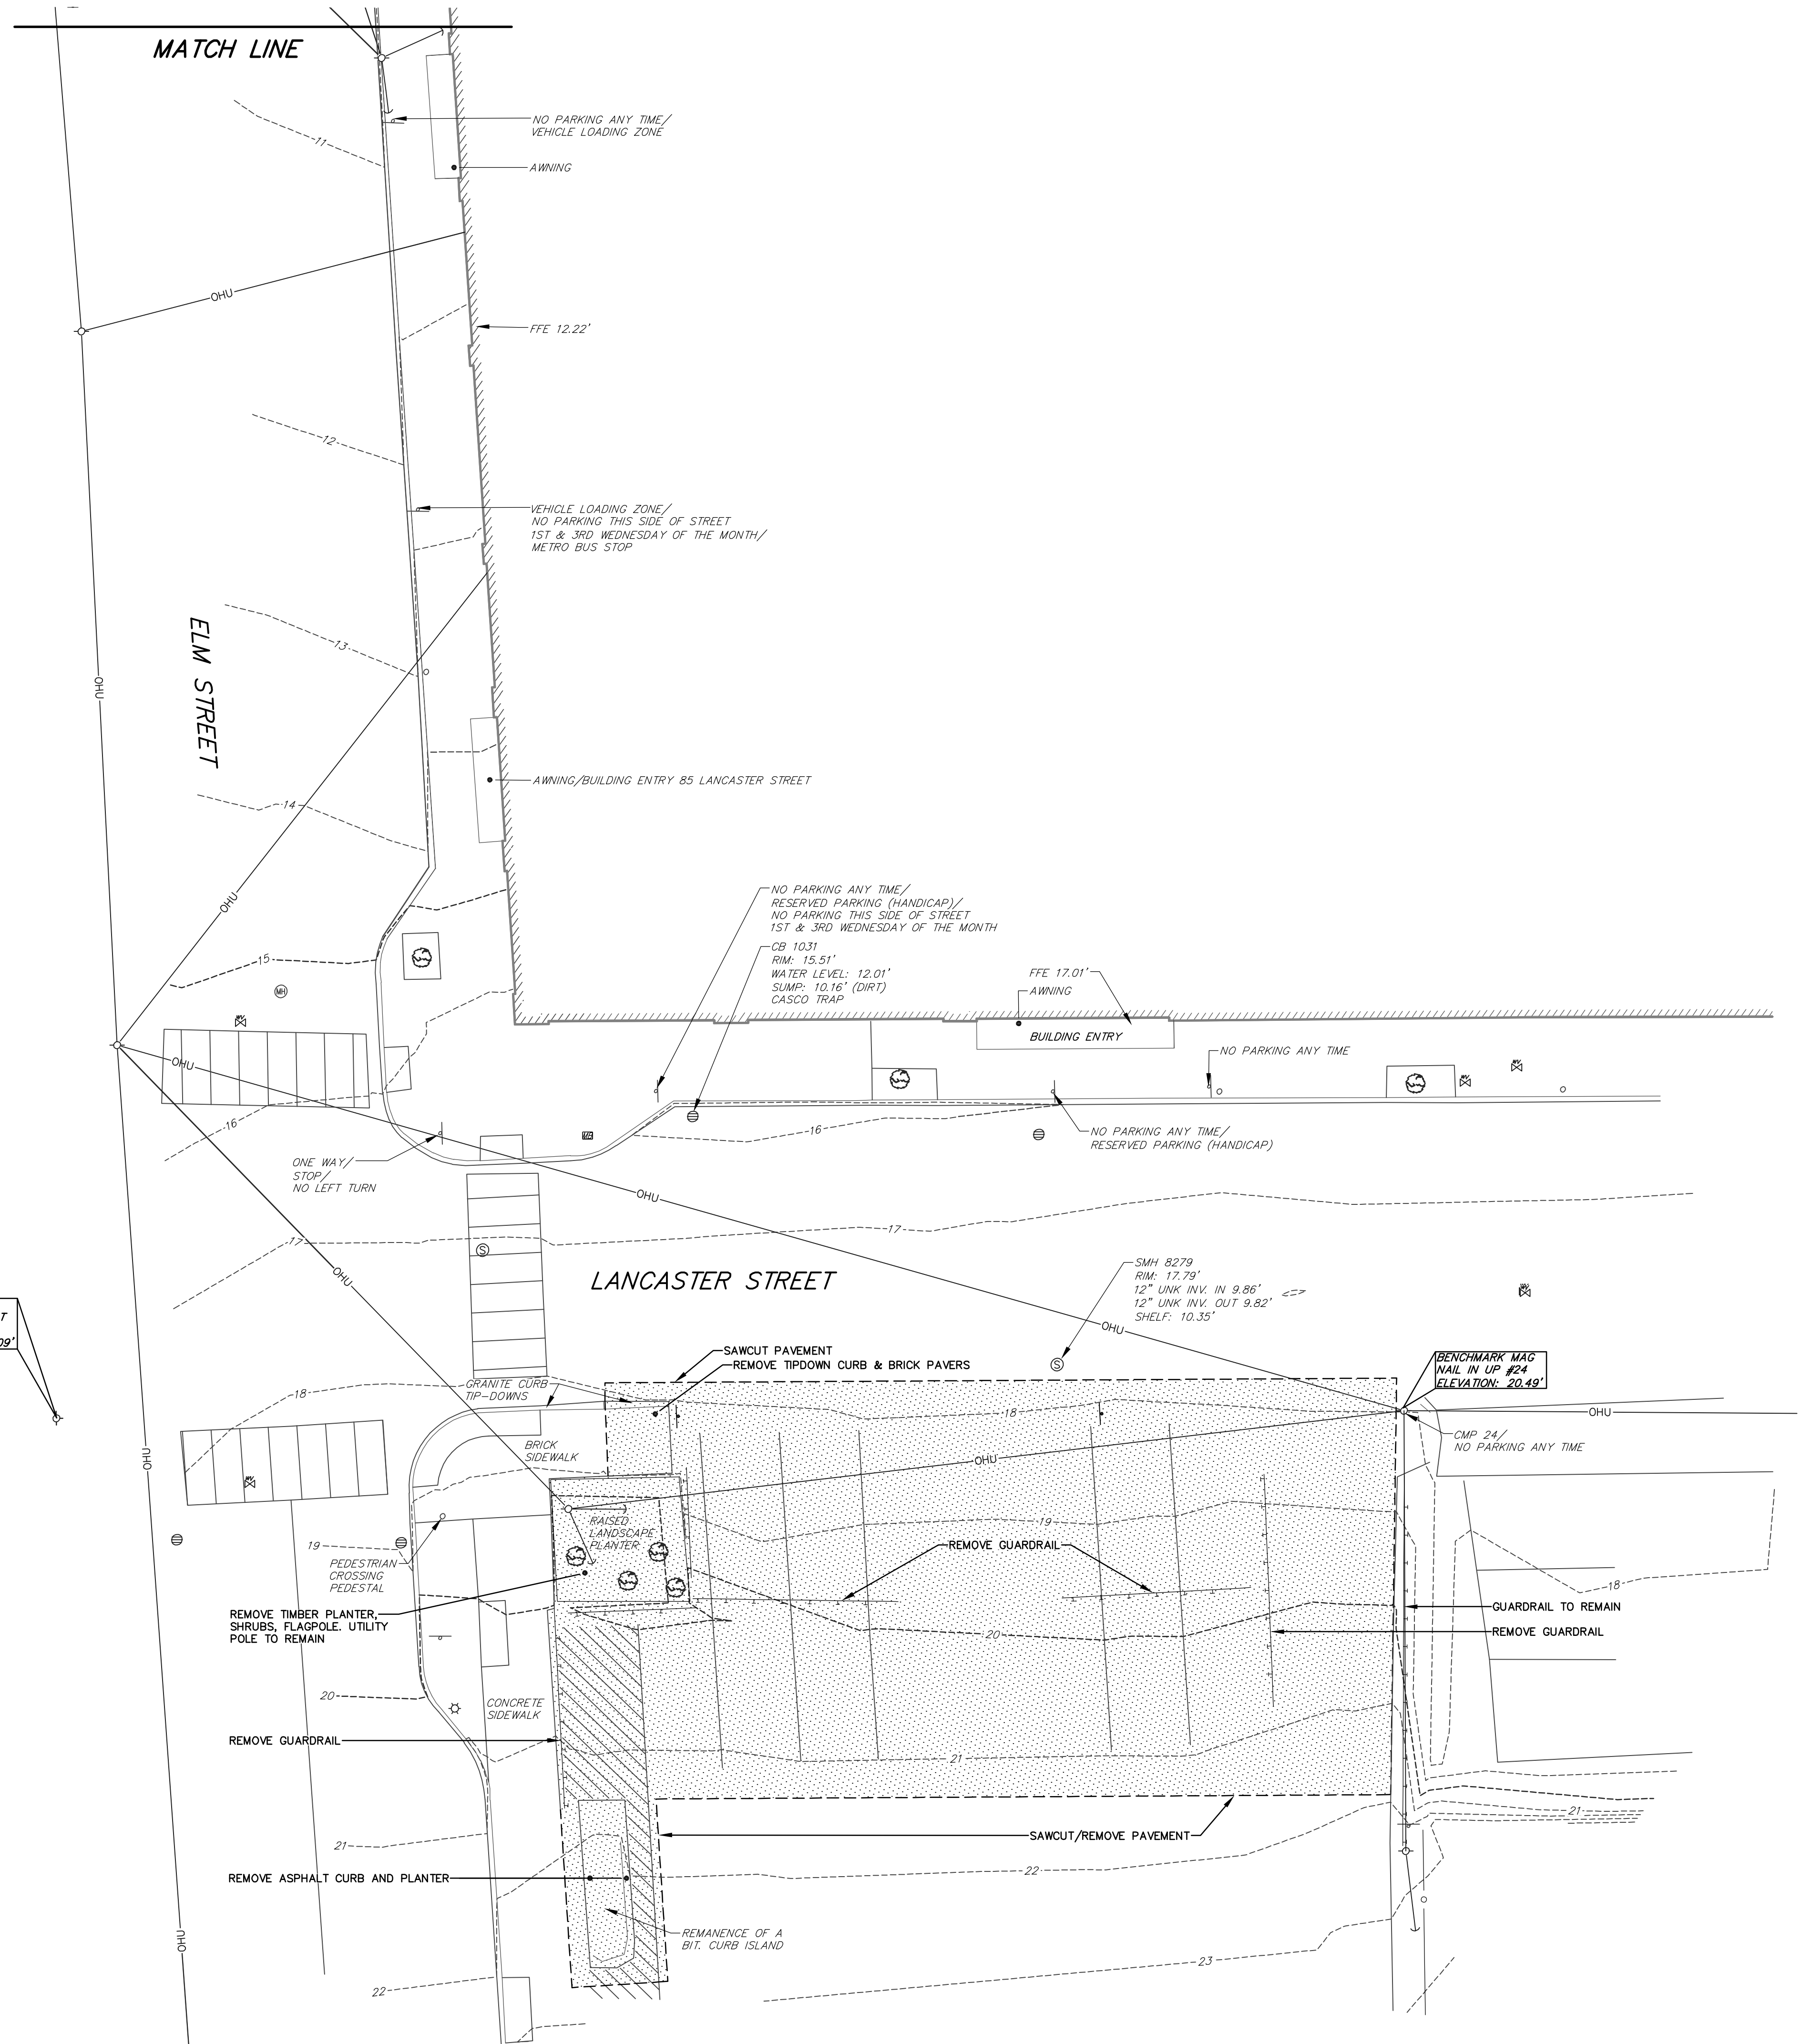 MATCH LINE
NO PARKING ANY TIME/
VEHICLE LOADING ZONE
11
AWNING
OHU
FFE 12.22'
12
VEHICLE LOADING ZONE/
NO PARKING THIS SIDE OF STREET
1ST & 3RD WEDNESDAY OF THE MONTH/
METRO BUS STOP
ELM STREET
13
OHU
AWNING/BUILDING ENTRY 85 LANCASTER STREET
14
OHU
NO PARKING ANY TIME/
RESERVED PARKING (HANDICAP)/
NO PARKING THIS SIDE OF STREET
1ST & 3RD WEDNESDAY OF THE MONTH
CB 1031
RIM: 15.51'
WATER LEVEL: 12.01'
SUMP: 10.16' (DIRT)
CASCO TRAP
15
MH
FFE 17.01'
AWNING
BUILDING ENTRY
WV
NO PARKING ANY TIME
WV
WV
OHU
16
16
NO PARKING ANY TIME/
RESERVED PARKING (HANDICAP)
ONE WAY/
STOP/
NO LEFT TURN
OHU
17
17
S
OHU
LANCASTER STREET
SMH 8279
RIM: 17.79'
12" UNK INV. IN 9.86'
12" UNK INV. OUT 9.82'
SHELF: 10.35'
T
09'
OHU
SAWCUT PAVEMENT
REMOVE TIPDOWN CURB & BRICK PAVERS
S
BENCHMARK MAG
NAIL IN UP #24
ELEVATION: 20.49'
GRANITE CURB
TIP-DOWNS
18
18
OHU
CMP 24/
NO PARKING ANY TIME
BRICK
SIDEWALK
OHU
OHU
WV
RAISED
LANDSCAPE
PLANTER
19
19
REMOVE GUARDRAIL
PEDESTRIAN
CROSSING
PEDESTAL
18
REMOVE TIMBER PLANTER,
SHRUBS, FLAGPOLE. UTILITY
POLE TO REMAIN
GUARDRAIL TO REMAIN
REMOVE GUARDRAIL
20
20
CONCRETE
SIDEWALK
REMOVE GUARDRAIL
21
21
21
SAWCUT/REMOVE PAVEMENT
22
REMOVE ASPHALT CURB AND PLANTER
REMANENCE OF A
BIT. CURB ISLAND
OHU
23
22